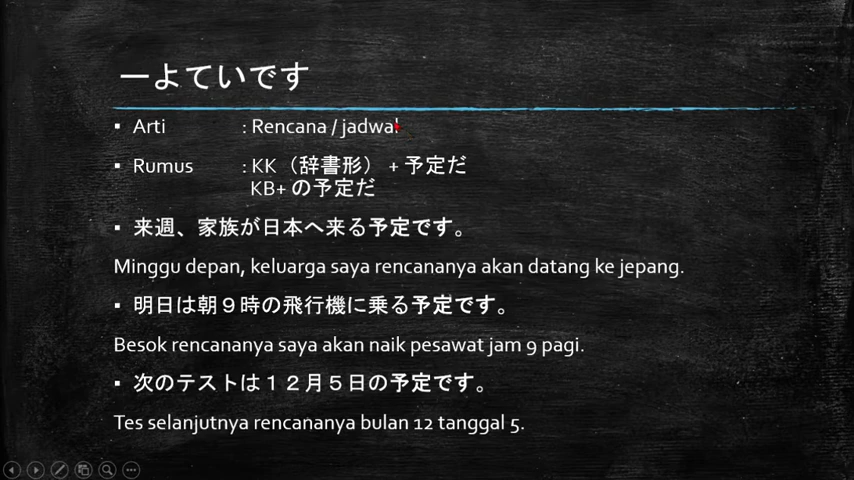 ーよていです
▪ Arti : Rencana / jadwal
▪ Rumus : KK（辞書形） + 予定だ
KB+ の予定だ
▪ 来週、家族が日本へ来る予定です。
Minggu depan, keluarga saya rencananya akan datang ke jepang.
▪ 明日は朝９時の飛行機に乗る予定です。
Besok rencananya saya akan naik pesawat jam 9 pagi.
▪ 次のテストは１２月５日の予定です。
Tes selanjutnya rencananya bulan 12 tanggal 5.